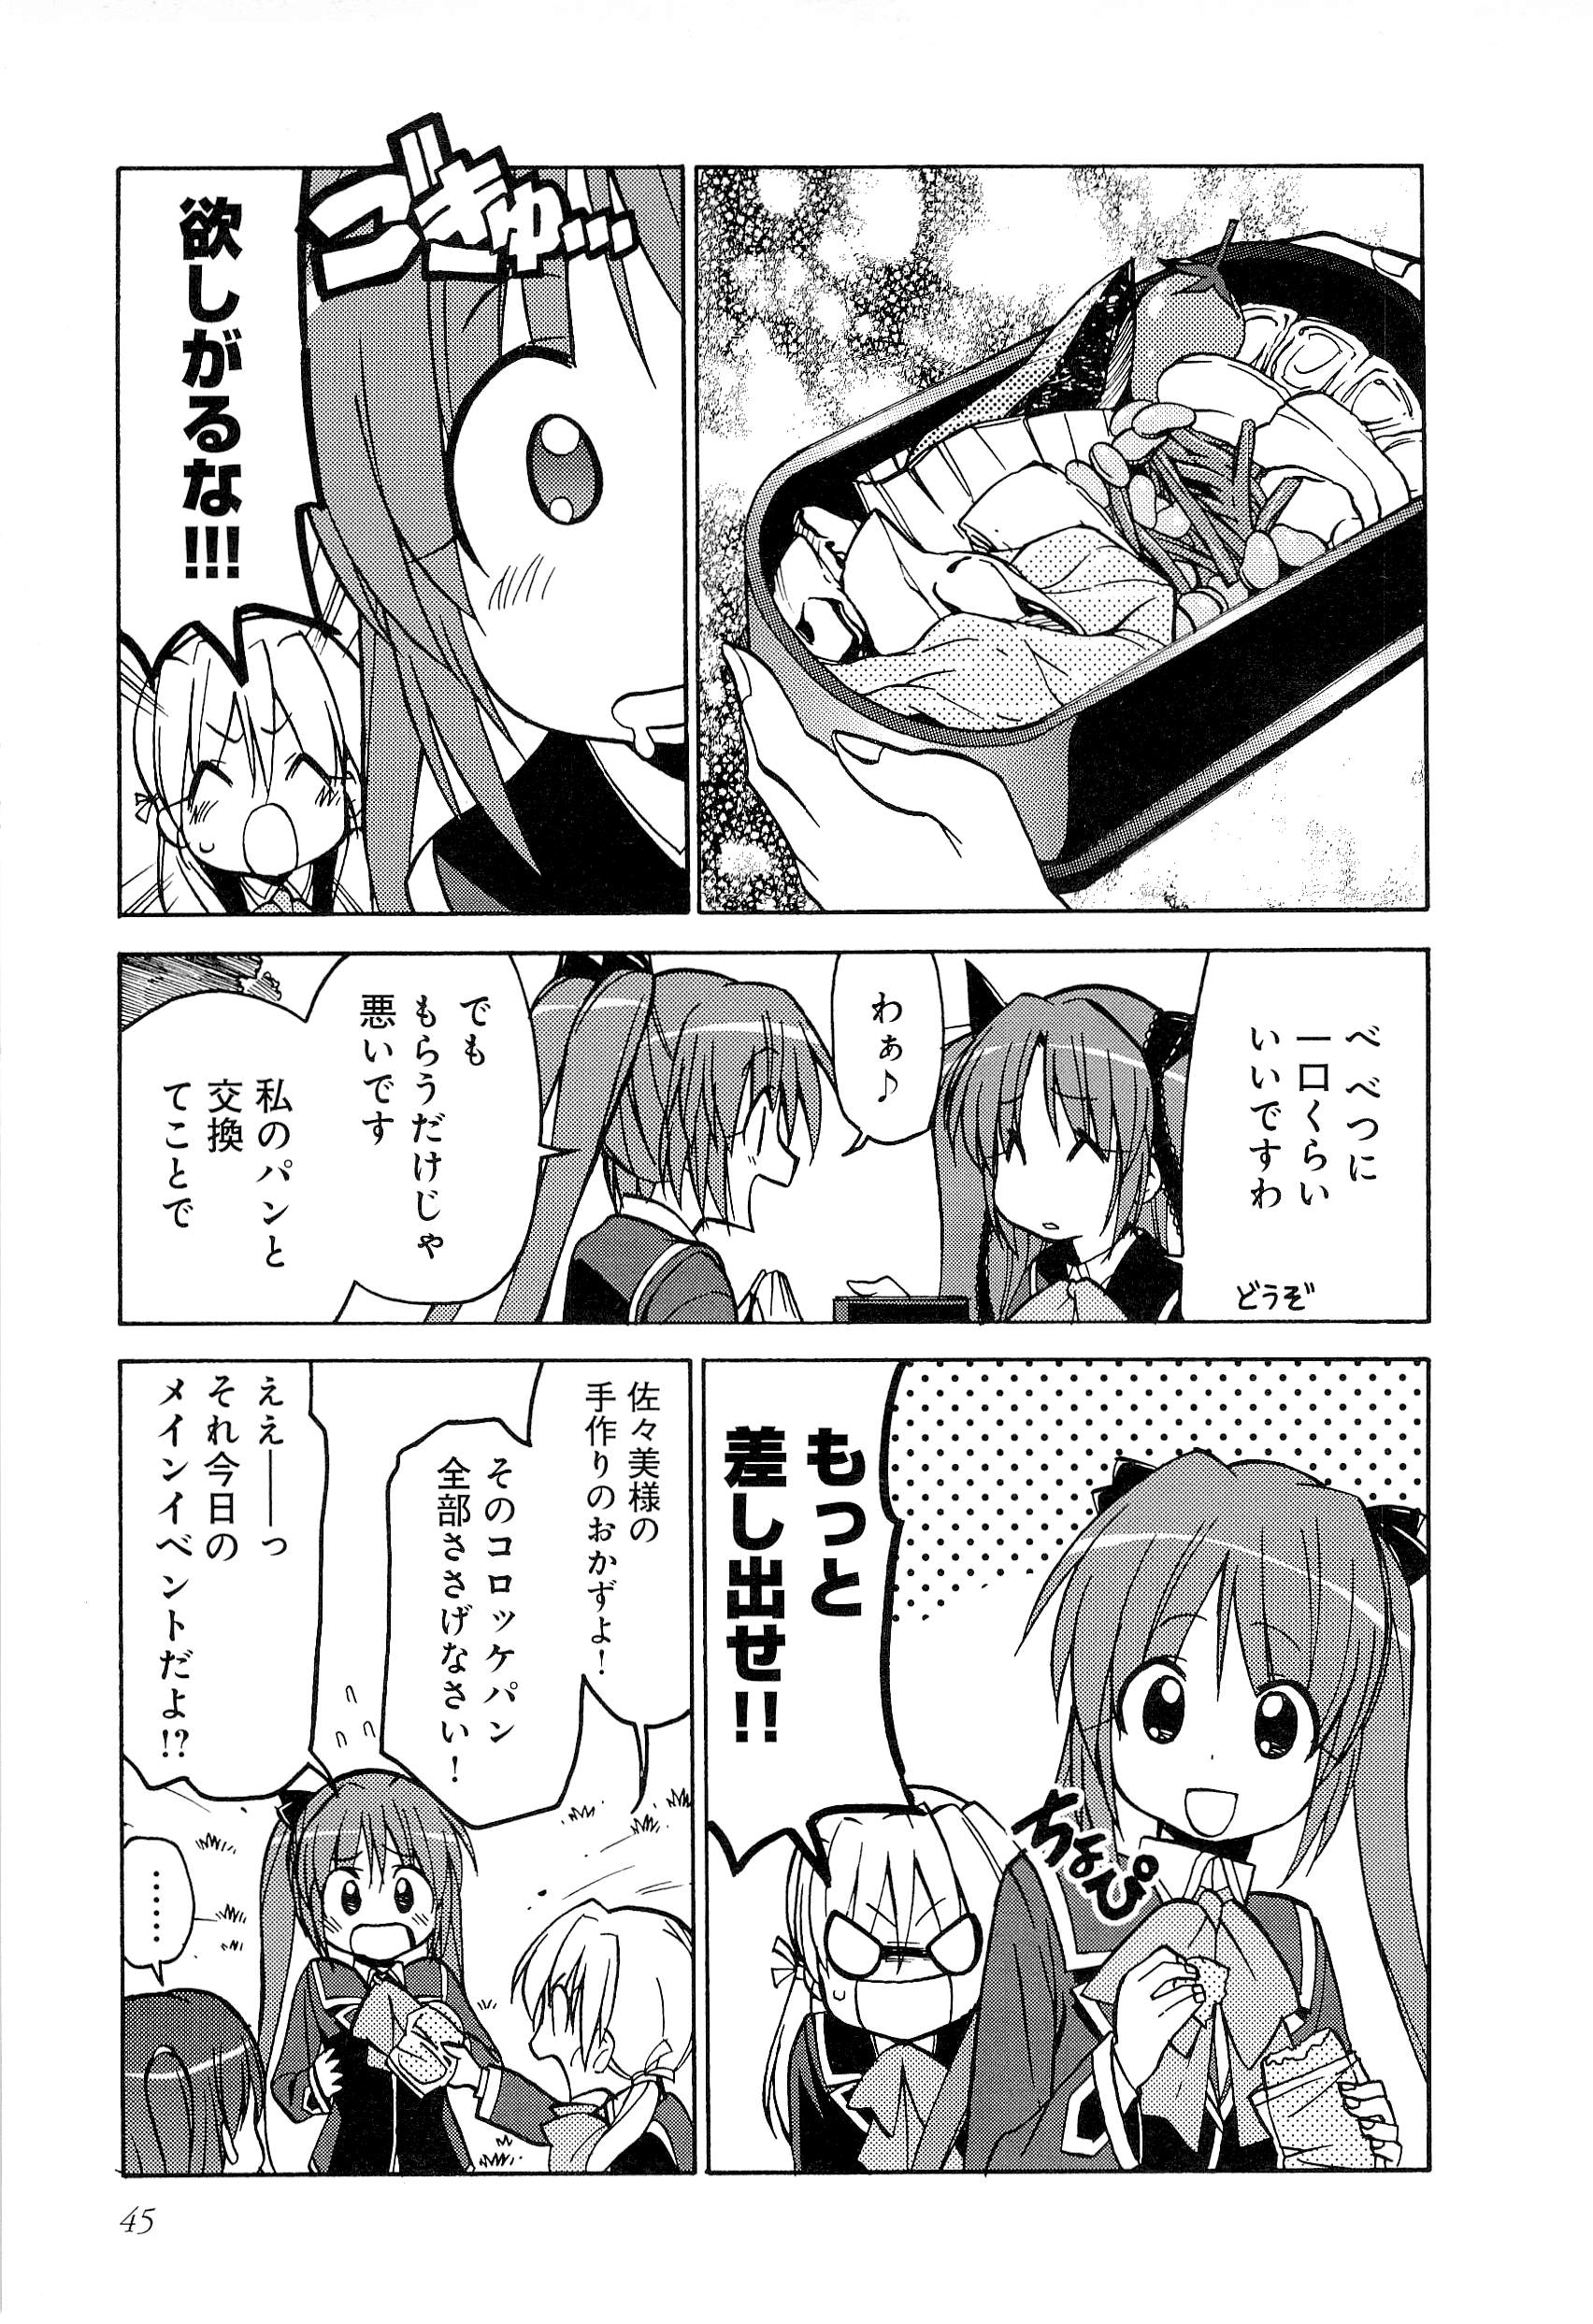 ごぎゅ…
欲しがるな!!!
べべつに
一口くらい
いいですわ
どうぞ
わぁ♪
でも
もらうだけじゃ
悪いです
私のパンと
交換
てことで
ちょぴ
もっと
差し出せ!!
佐々美様の
手作りのおかずよ!
そのコロッケパン
全部ささげなさい!
ええ──っ
それ今日の
メインイベントだよ!?
……
45